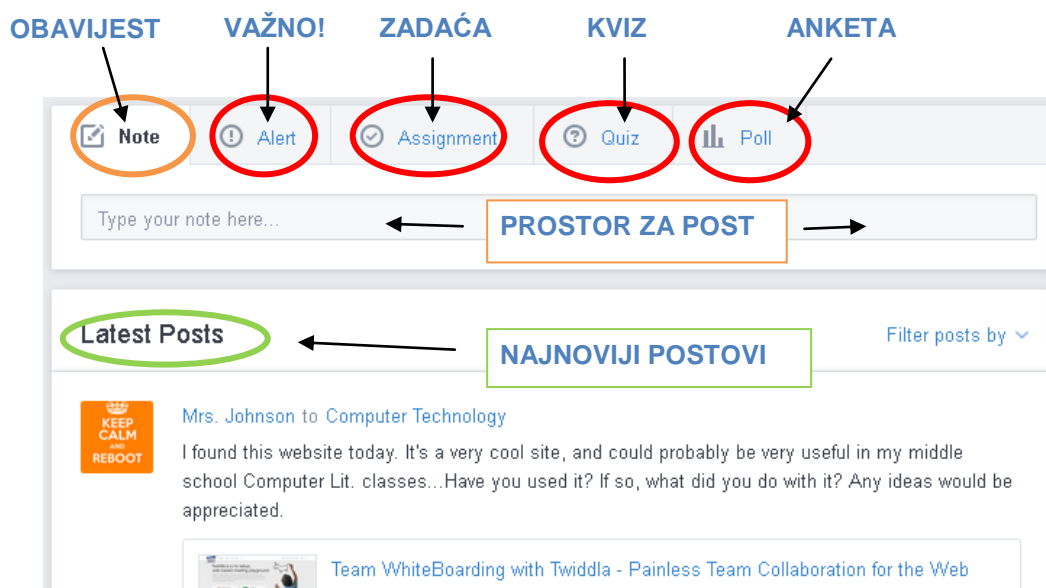 OBAVIJEST VAŽNO! ZADAĆA KVIZ ANKETA
Note Alert Assignment Quiz Poll
Type your note here...
PROSTOR ZA POST
Latest Posts
NAJNOVIJI POSTOVI
Filter posts by
KEEP
CALM
AND
REBOOT
Mrs. Johnson to Computer Technology
I found this website today. It's a very cool site, and could probably be very useful in my middle
school Computer Lit. classes...Have you used it? If so, what did you do with it? Any ideas would be
appreciated.
Team WhiteBoarding with Twiddla - Painless Team Collaboration for the Web